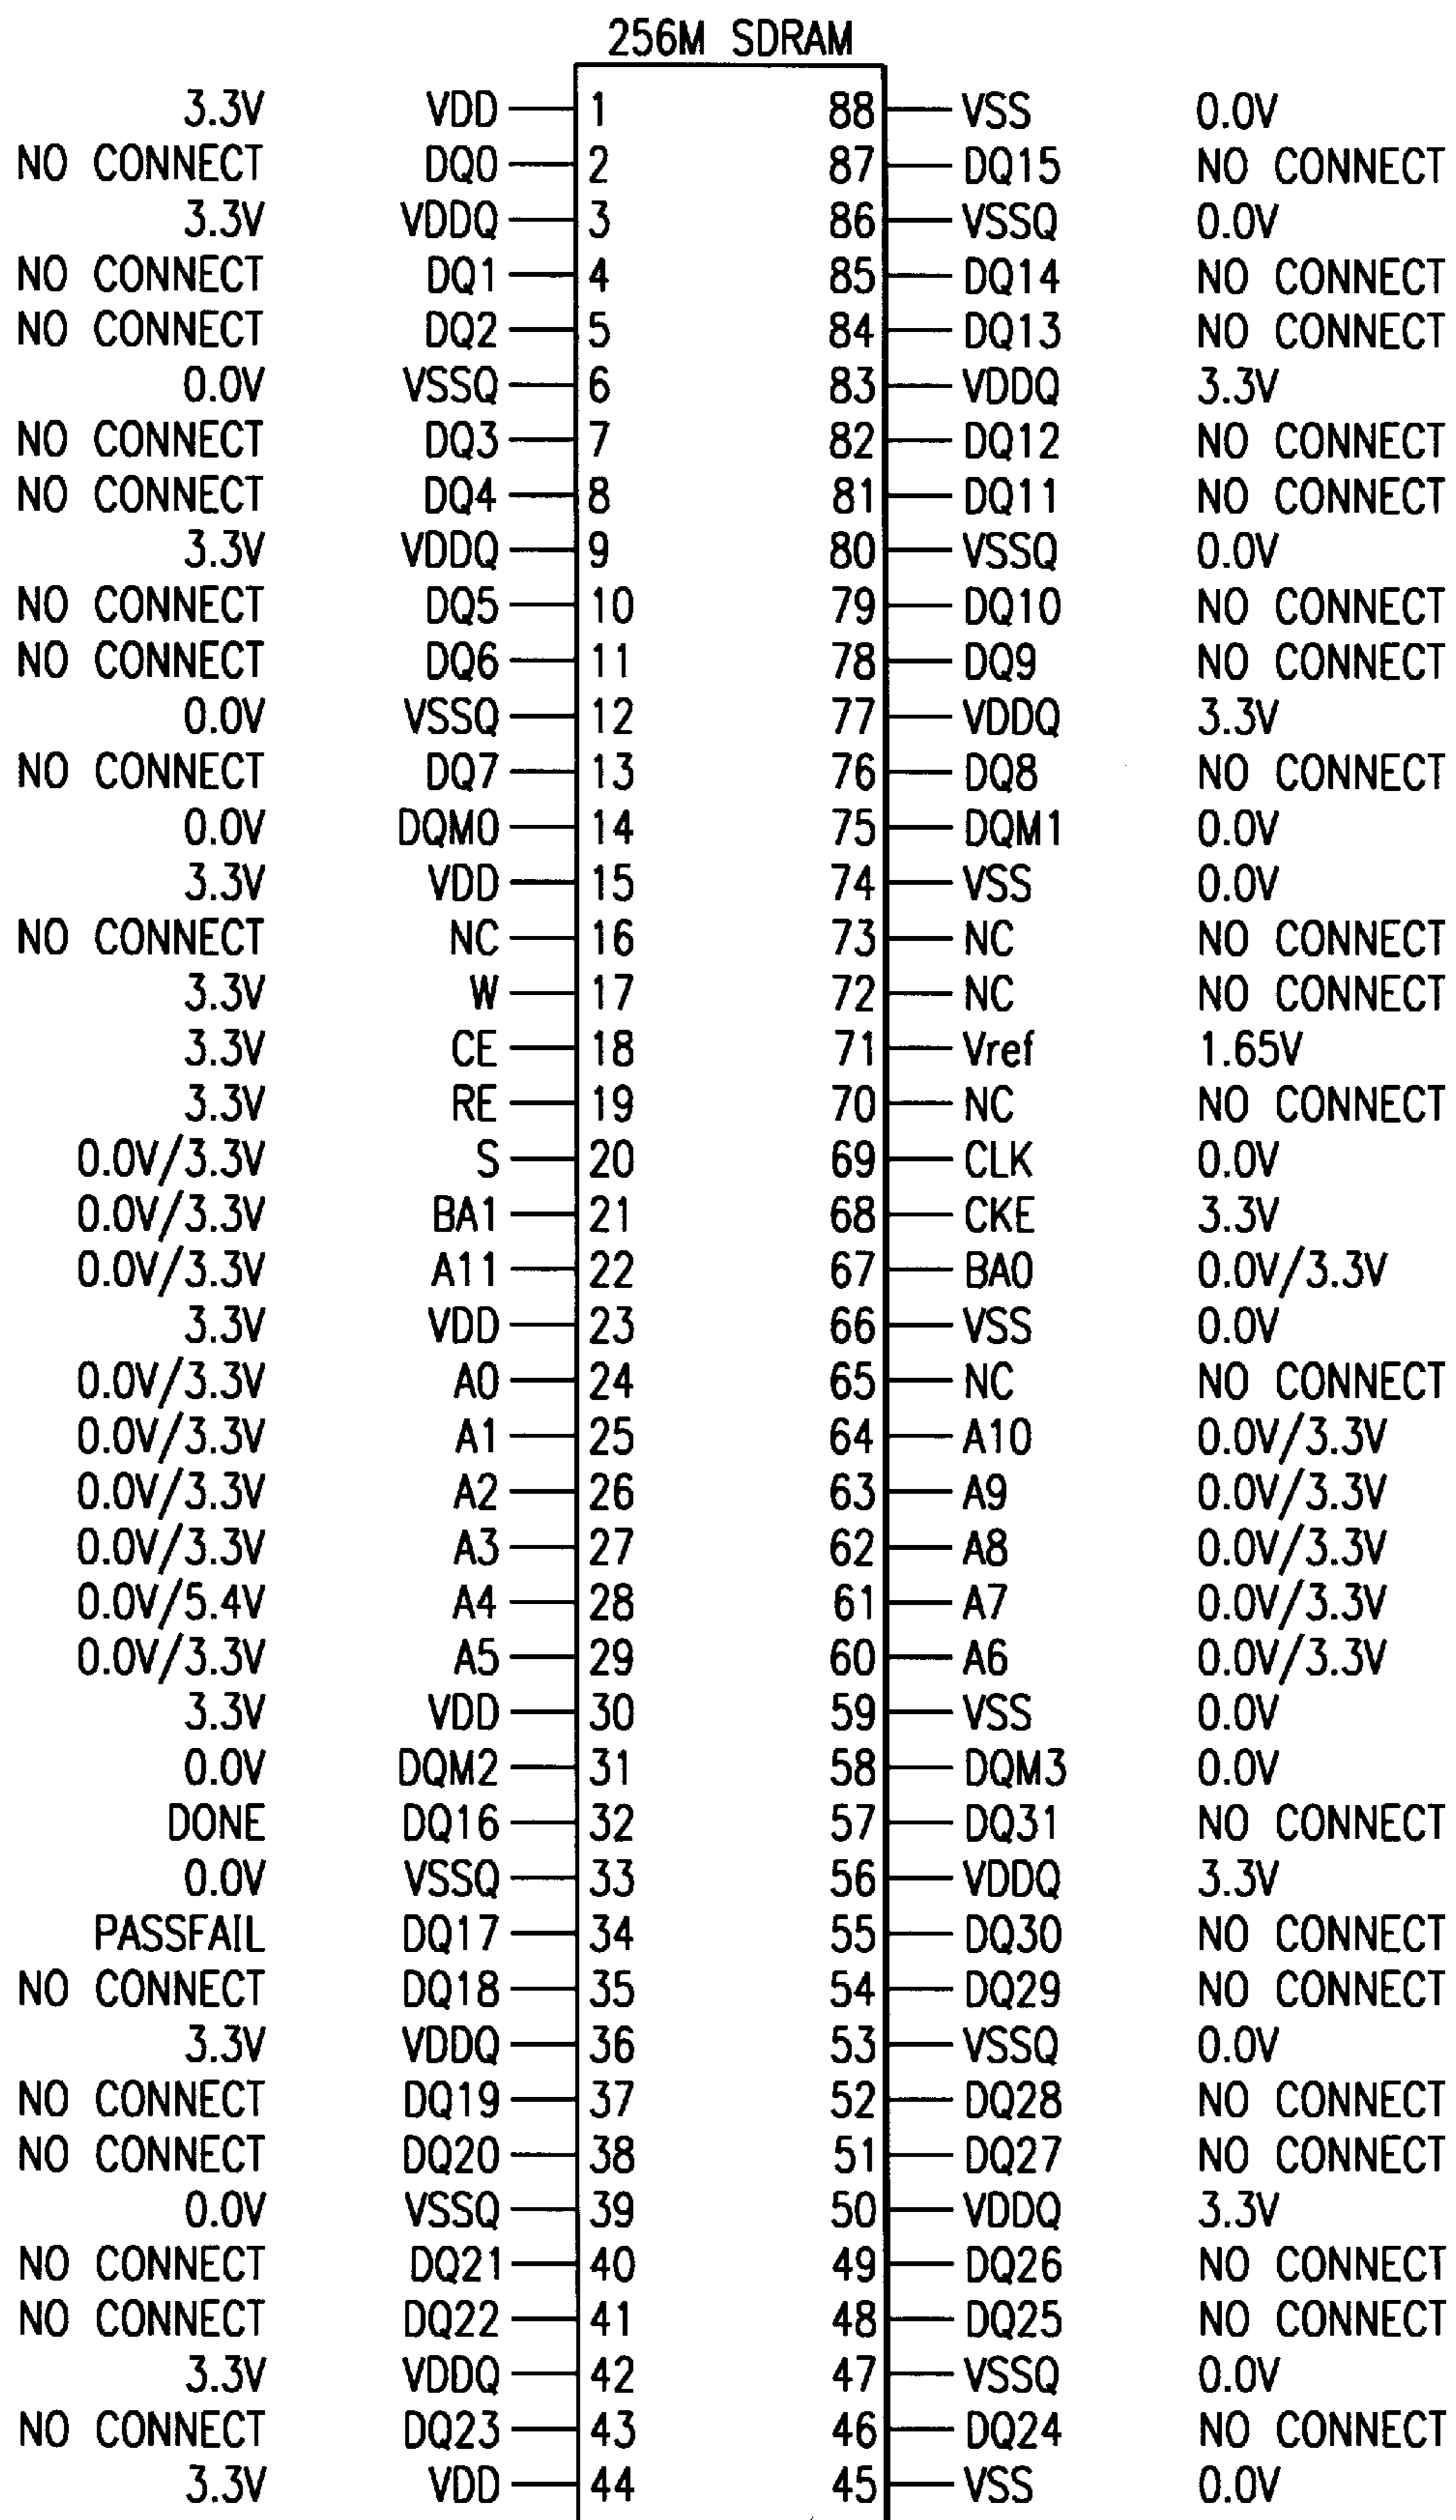 256M SDRAM
3.3V VDD 1 88 VSS 0.0V
NO CONNECT DQ0 2 87 DQ15 NO CONNECT
3.3V VDDQ 3 86 VSSQ 0.0V
NO CONNECT DQ1 4 85 DQ14 NO CONNECT
NO CONNECT DQ2 5 84 DQ13 NO CONNECT
0.0V VSSQ 6 83 VDDQ 3.3V
NO CONNECT DQ3 7 82 DQ12 NO CONNECT
NO CONNECT DQ4 8 81 DQ11 NO CONNECT
3.3V VDDQ 9 80 VSSQ 0.0V
NO CONNECT DQ5 10 79 DQ10 NO CONNECT
NO CONNECT DQ6 11 78 DQ9 NO CONNECT
0.0V VSSQ 12 77 VDDQ 3.3V
NO CONNECT DQ7 13 76 DQ8 NO CONNECT
0.0V DQM0 14 75 DQM1 0.0V
3.3V VDD 15 74 VSS 0.0V
NO CONNECT NC 16 73 NC NO CONNECT
3.3V W 17 72 NC NO CONNECT
3.3V CE 18 71 Vref 1.65V
3.3V RE 19 70 NC NO CONNECT
0.0V/3.3V S 20 69 CLK 0.0V
0.0V/3.3V BA1 21 68 CKE 3.3V
0.0V/3.3V A11 22 67 BA0 0.0V/3.3V
3.3V VDD 23 66 VSS 0.0V
0.0V/3.3V A0 24 65 NC NO CONNECT
0.0V/3.3V A1 25 64 A10 0.0V/3.3V
0.0V/3.3V A2 26 63 A9 0.0V/3.3V
0.0V/3.3V A3 27 62 A8 0.0V/3.3V
0.0V/5.4V A4 28 61 A7 0.0V/3.3V
0.0V/3.3V A5 29 60 A6 0.0V/3.3V
3.3V VDD 30 59 VSS 0.0V
0.0V DQM2 31 58 DQM3 0.0V
DONE DQ16 32 57 DQ31 NO CONNECT
0.0V VSSQ 33 56 VDDQ 3.3V
PASSFAIL DQ17 34 55 DQ30 NO CONNECT
NO CONNECT DQ18 35 54 DQ29 NO CONNECT
3.3V VDDQ 36 53 VSSQ 0.0V
NO CONNECT DQ19 37 52 DQ28 NO CONNECT
NO CONNECT DQ20 38 51 DQ27 NO CONNECT
0.0V VSSQ 39 50 VDDQ 3.3V
NO CONNECT DQ21 40 49 DQ26 NO CONNECT
NO CONNECT DQ22 41 48 DQ25 NO CONNECT
3.3V VDDQ 42 47 VSSQ 0.0V
NO CONNECT DQ23 43 46 DQ24 NO CONNECT
3.3V VDD 44 45 VSS 0.0V